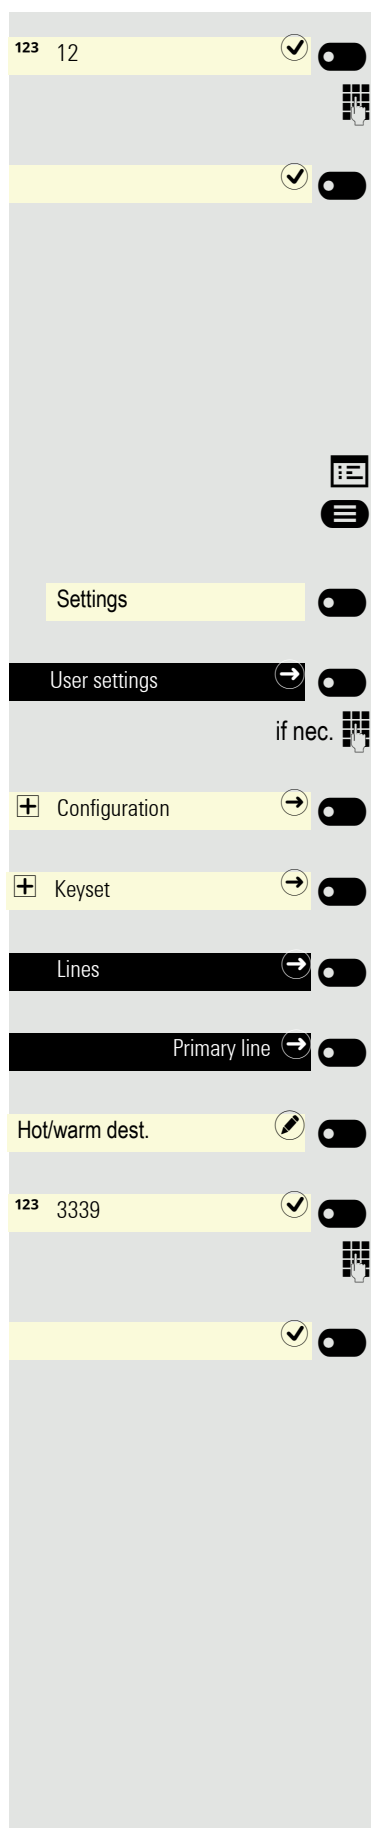 123 12
Settings
User settings
if nec.
Configuration
Keyset
Lines
Primary line
Hot/warm dest.
123 3339